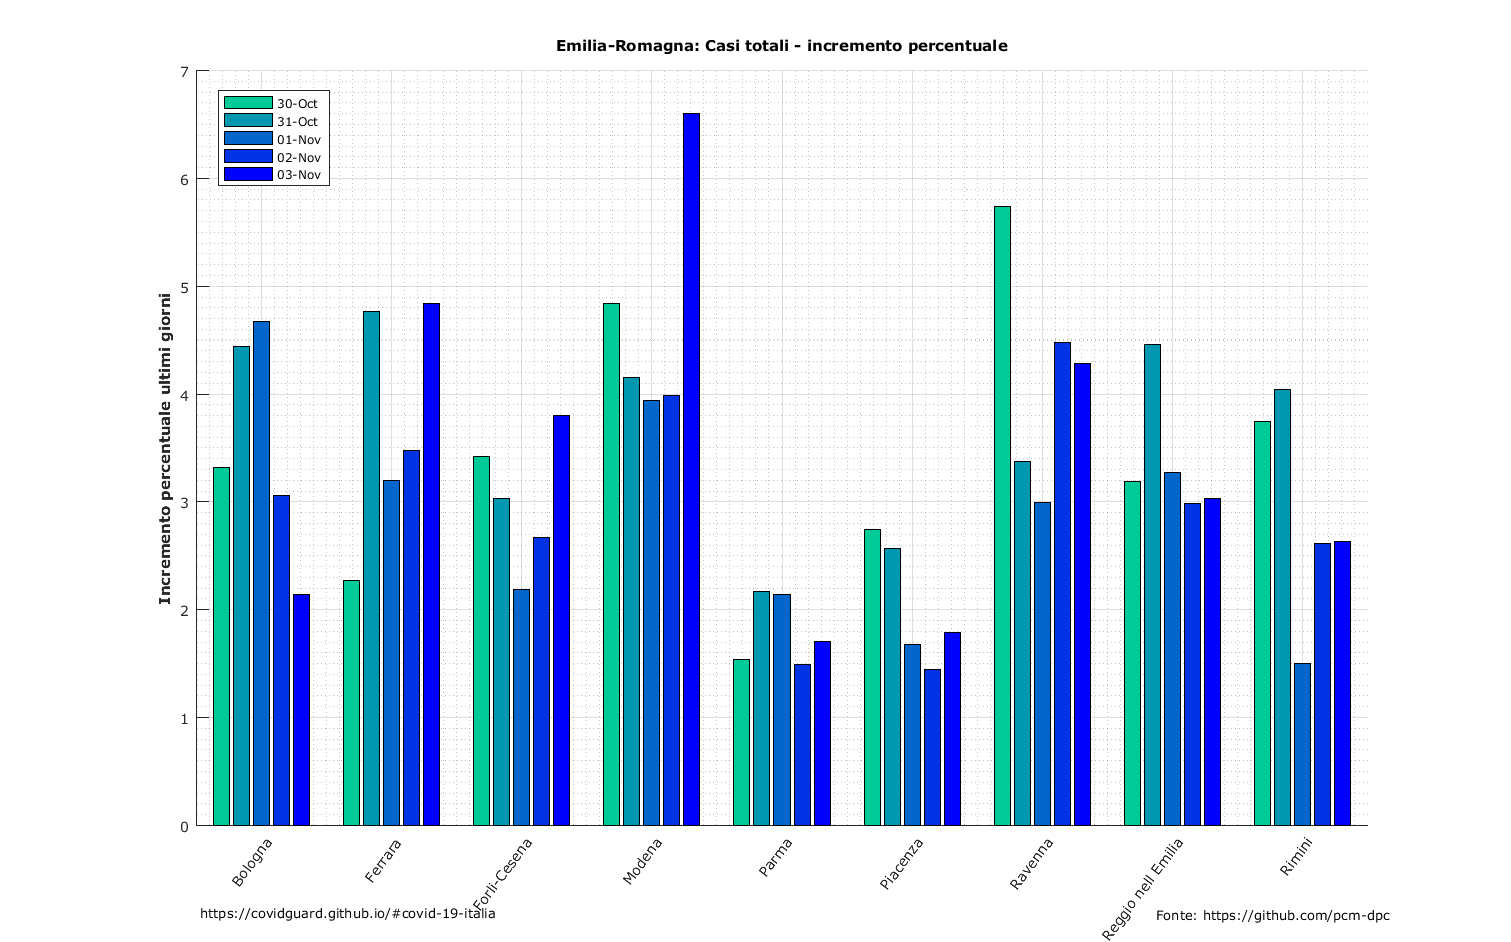 Emilia-Romagna: Casi totali - incremento percentuale
Incremento percentuale ultimi giorni
7
6
5
4
3
2
1
0
30-Oct
31-Oct
01-Nov
02-Nov
03-Nov
Bologna
Ferrara
Forlì-Cesena
Modena
Parma
Piacenza
Ravenna
Reggio nell Emilia
Rimini
https://covidguard.github.io/#covid-19-italia
Fonte: https://github.com/pcm-dpc